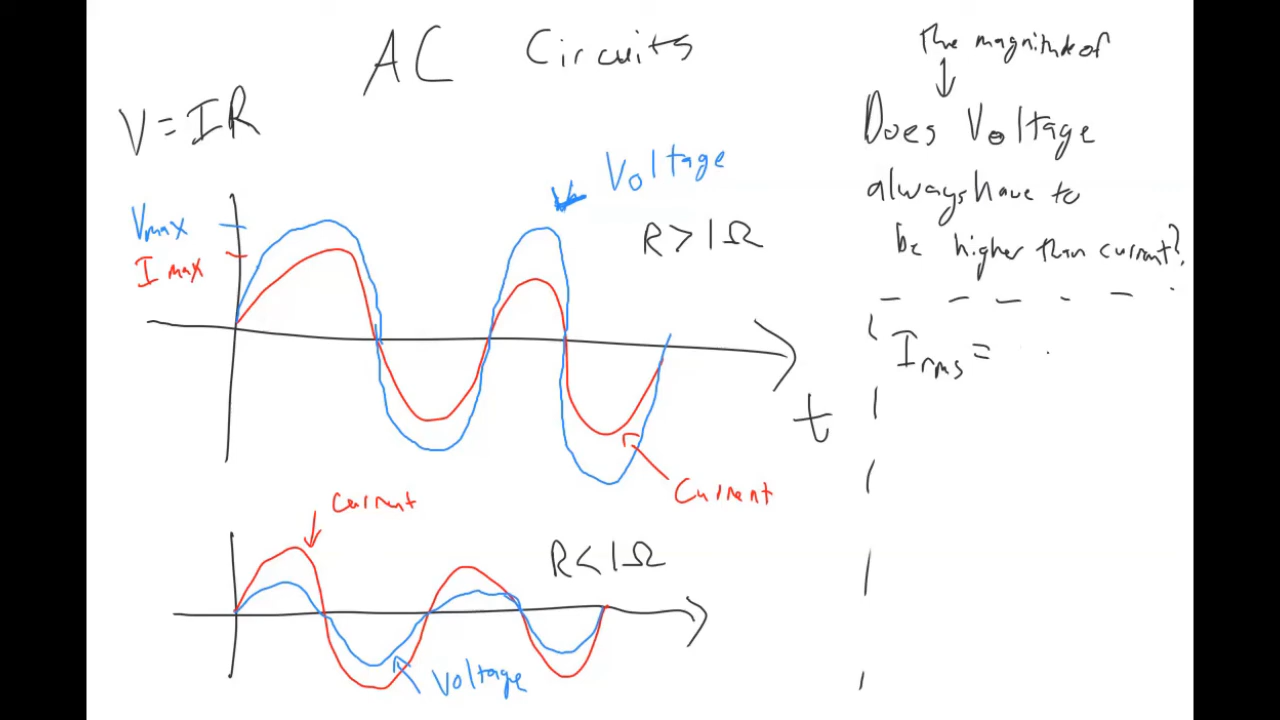 AC Circuits
V = IR
Voltage
Vmax
I max
R > 1Ω
t
Current
Current
R < 1Ω
Voltage
the magnitude of
Does Voltage
always have to
be higher than current?
Irms =